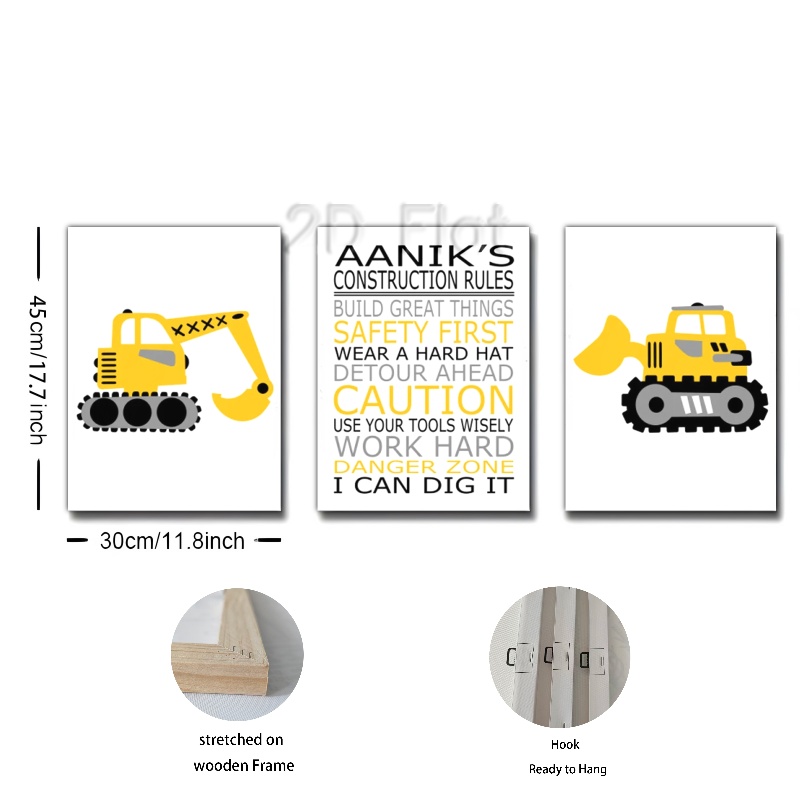 2D Flat
AANIK'S
CONSTRUCTION RULES
BUILD GREAT THINGS
SAFETY FIRST
WEAR A HARD HAT
DETOUR AHEAD
CAUTION
USE YOUR TOOLS WISELY
WORK HARD
DANGER ZONE
I CAN DIG IT
45cm/17.7inch
30cm/11.8inch
stretched on
wooden Frame
Hook
Ready to Hang